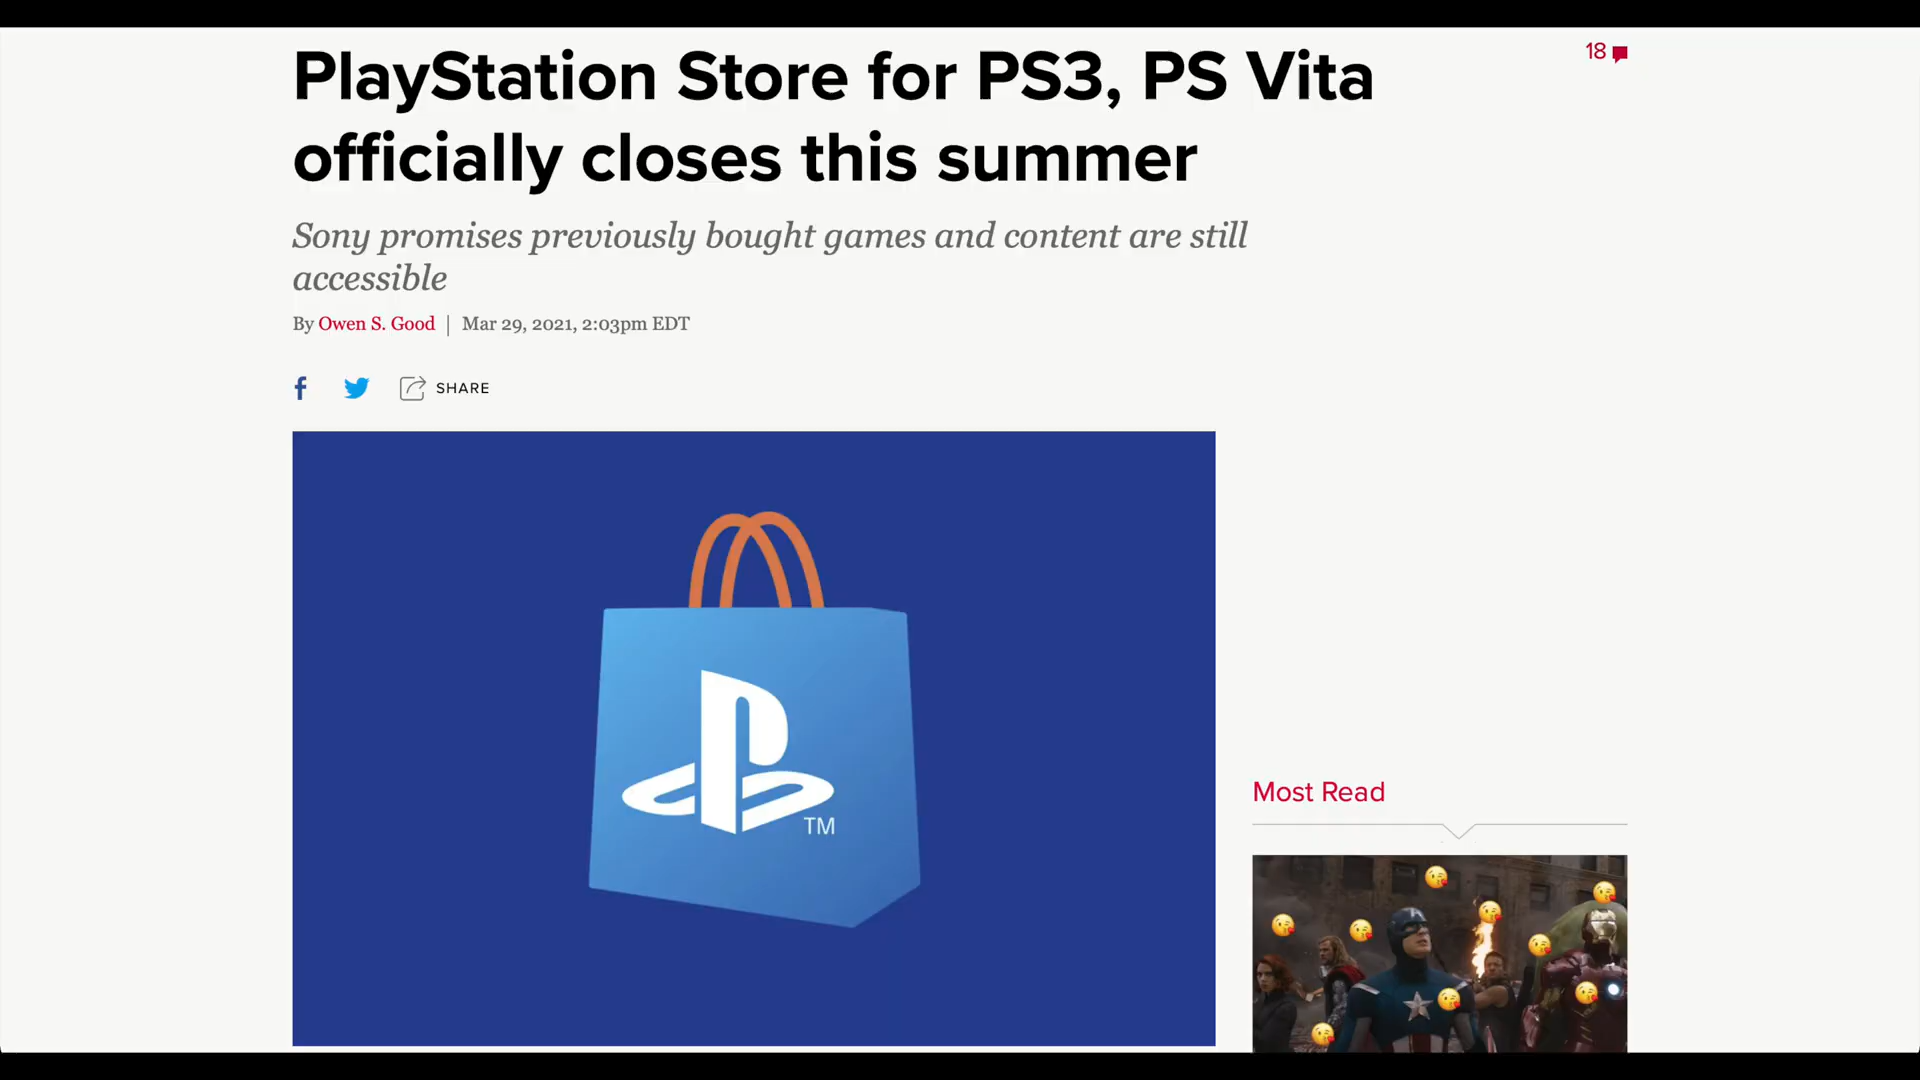 PlayStation Store for PS3, PS Vita
officially closes this summer
18
Sony promises previously bought games and content are still
accessible
By Owen S. Good | Mar 29, 2021, 2:03pm EDT
SHARE
TM
Most Read